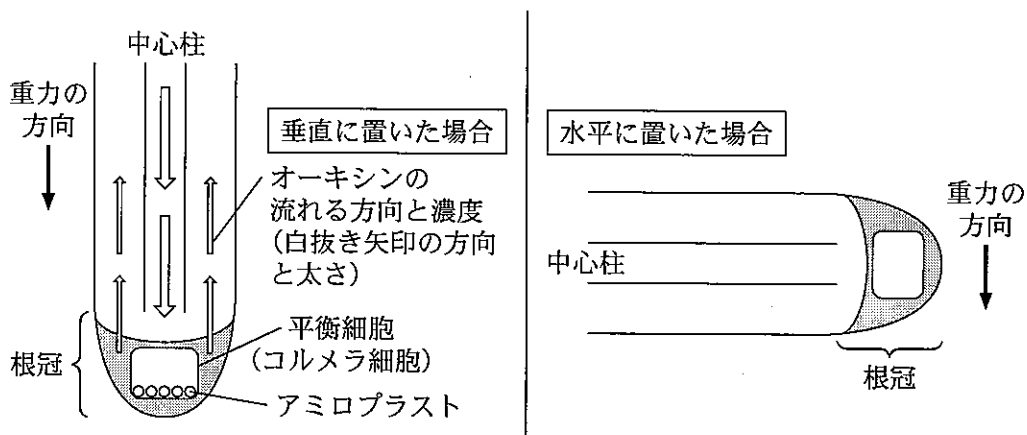 中心柱
重力の
方向
垂直に置いた場合
オーキシンの
流れる方向と濃度
(白抜き矢印の方向
と太さ)
平衡細胞
(コルメラ細胞)
根冠
アミロプラスト
水平に置いた場合
重力の
方向
中心柱
根冠